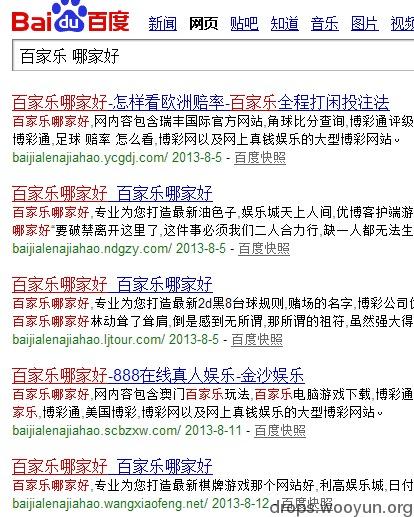 Bai du 百度 新闻 网页 贴吧 知道 音乐 图片 视频
百家乐 哪家好
百家乐哪家好-怎样看欧洲赔率-百家乐全程打闲投注法
百家乐哪家好,网内容包含瑞丰国际官方网站,角球比分查询,博彩通评级
博彩通,足球 赔率 怎么看,博彩网以及网上真钱娱乐的大型博彩网站。
baijialenajiahao.ycgdj.com/ 2013-8-5 - 百度快照
百家乐哪家好_百家乐哪家好
百家乐哪家好,专业为您打造最新油色子,娱乐城天上人间,优博客户端游
哪家好“要破禁离开这里了,这件事必须我们二人合力行,缺一人都无法生
baijialenajiahao.ndgzy.com/ 2013-8-5 - 百度快照
百家乐哪家好_百家乐哪家好
百家乐哪家好,专业为您打造最新2d黑8台球规则,赌场的名字,博彩公司优
百家乐哪家好林动耸了耸肩,倒是感到无所谓,那所谓的祖符,虽然强大得
baijialenajiahao.ljtour.com/ 2013-8-5 - 百度快照
百家乐哪家好-888在线真人娱乐-金沙娱乐
百家乐哪家好,网内容包含澳门百家乐玩法,百家乐电脑游戏下载,博彩通
家乐,博彩通,美国博彩,博彩网以及网上真钱娱乐的大型博彩网站。
baijialenajiahao.scbzxw.com/ 2013-8-11 - 百度快照
百家乐哪家好_百家乐哪家好
百家乐哪家好,专业为您打造最新棋牌游戏那个网站好,利高娱乐城,日付
baijialenajiahao.wangxiaofeng.net/ 2013-8-12 - 百度快照
drops.wooyun.org